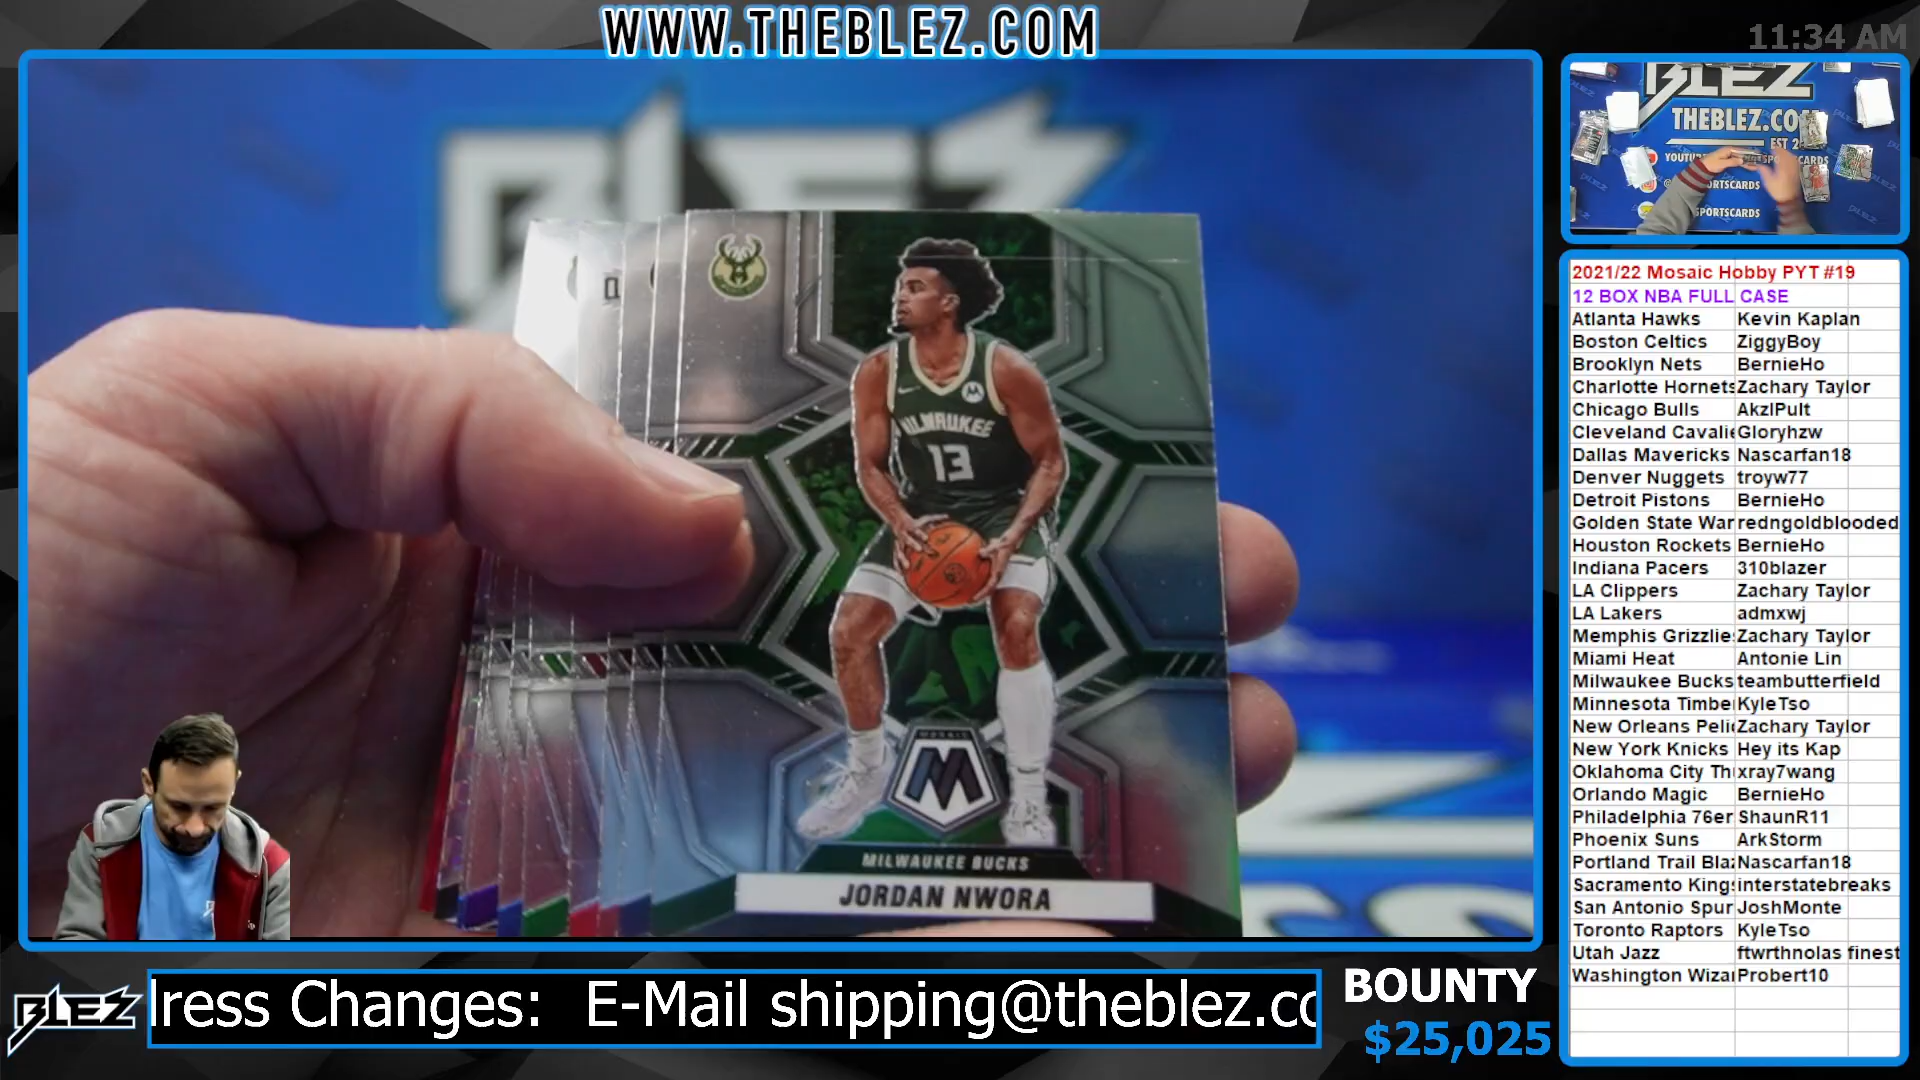 WWW.THEBLEZ.COM
11:34 AM
BLEZ
THEBLEZ.CO
EST 2
SPORTSCARDS
a
MILWAUKEE
13
MOSAIC
M
MILWAUKEE BUCKS
JORDAN NWORA
2021/22 Mosaic Hobby PYT #19
12 BOX NBA FULL CASE
Atlanta Hawks Kevin Kaplan
Boston Celtics ZiggyBoy
Brooklyn Nets BernieHo
Charlotte Hornets Zachary Taylor
Chicago Bulls AkzlPult
Cleveland Cavalie Gloryhzw
Dallas Mavericks Nascarfan18
Denver Nuggets troyw77
Detroit Pistons BernieHo
Golden State War redngoldblooded
Houston Rockets BernieHo
Indiana Pacers 310blazer
LA Clippers Zachary Taylor
LA Lakers admxwj
Memphis Grizzlie Zachary Taylor
Miami Heat Antonie Lin
Milwaukee Bucks teambutterfield
Minnesota Timbe KyleTso
New Orleans Peli Zachary Taylor
New York Knicks Hey its Kap
Oklahoma City Th xray7wang
Orlando Magic BernieHo
Philadelphia 76er ShaunR11
Phoenix Suns ArkStorm
Portland Trail Bla Nascarfan18
Sacramento King interstatebreaks
San Antonio Spur JoshMonte
Toronto Raptors KyleTso
Utah Jazz ftwrthnolas finest
Washington Wiza Probert10
BLEZ
dress Changes: E-Mail shipping@theblez.co
BOUNTY
$25,025